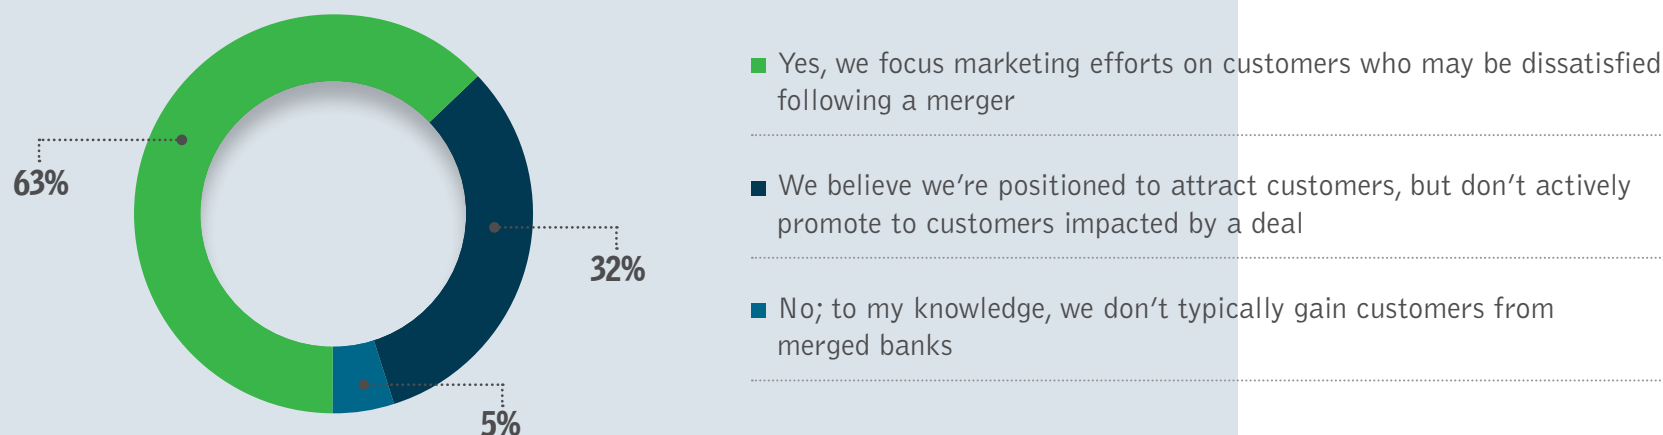 63%
32%
5%
Yes, we focus marketing efforts on customers who may be dissatisfied
following a merger
We believe we’re positioned to attract customers, but don’t actively
promote to customers impacted by a deal
No; to my knowledge, we don’t typically gain customers from
merged banks